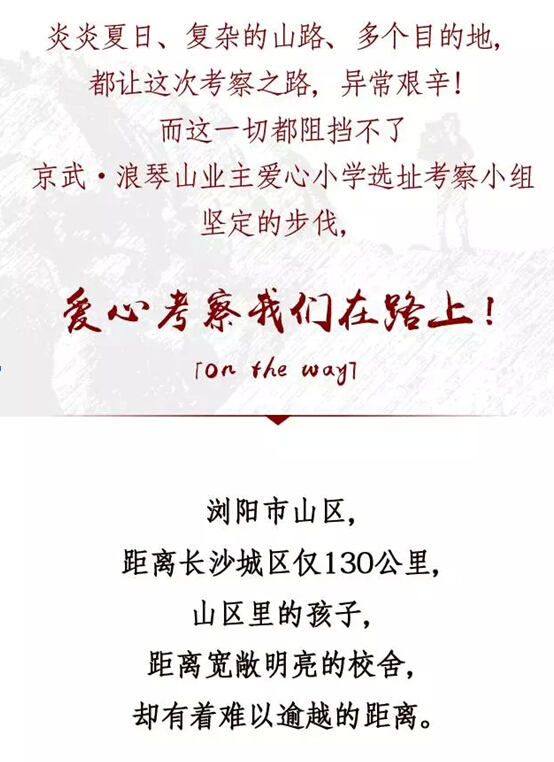 炎炎夏日、复杂的山路、多个目的地,
都让这次考察之路,异常艰辛!
而这一切都阻挡不了
京武·浪琴山业主爱心小学选址考察小组
坚定的步伐,
爱心考察我们在路上!
「on the way」
浏阳市山区,
距离长沙城区仅130公里,
山区里的孩子,
距离宽敞明亮的校舍,
却有着难以逾越的距离。